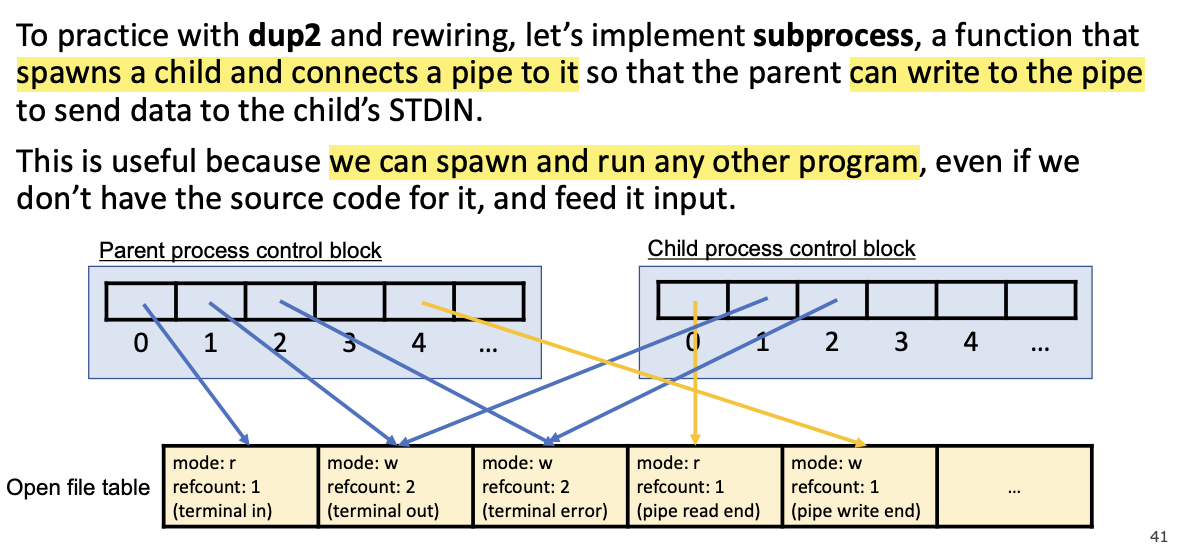 To practice with dup2 and rewiring, let’s implement subprocess, a function that
spawns a child and connects a pipe to it so that the parent can write to the pipe
to send data to the child’s STDIN.
This is useful because we can spawn and run any other program, even if we
don’t have the source code for it, and feed it input.
Parent process control block
Child process control block
0 1 2 3 4 ...
0 1 2 3 4 ...
Open file table
mode: r
refcount: 1
(terminal in)
mode: w
refcount: 2
(terminal out)
mode: w
refcount: 2
(terminal error)
mode: r
refcount: 1
(pipe read end)
mode: w
refcount: 1
(pipe write end)
...
41